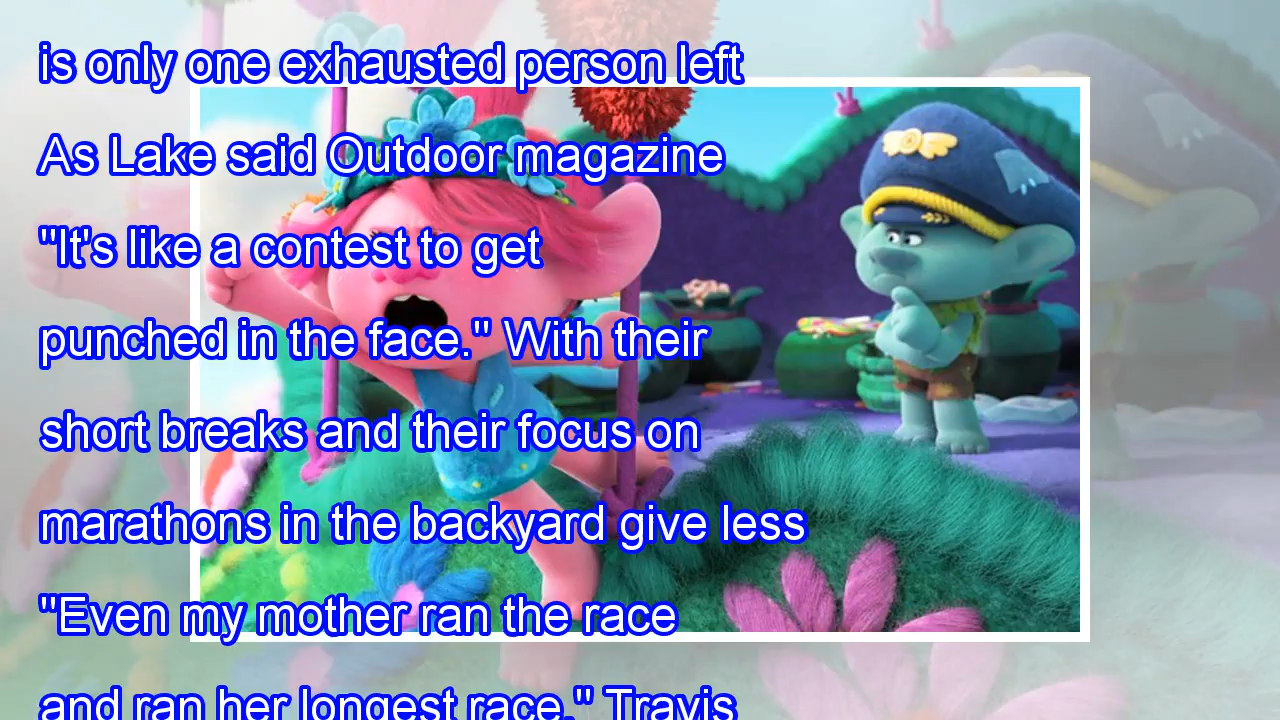 is only one exhausted person left
As Lake said Outdoor magazine
"It's like a contest to get
punched in the face." With their
short breaks and their focus on
marathons in the backyard give less
"Even my mother ran the race
and ran her longest race." Travis